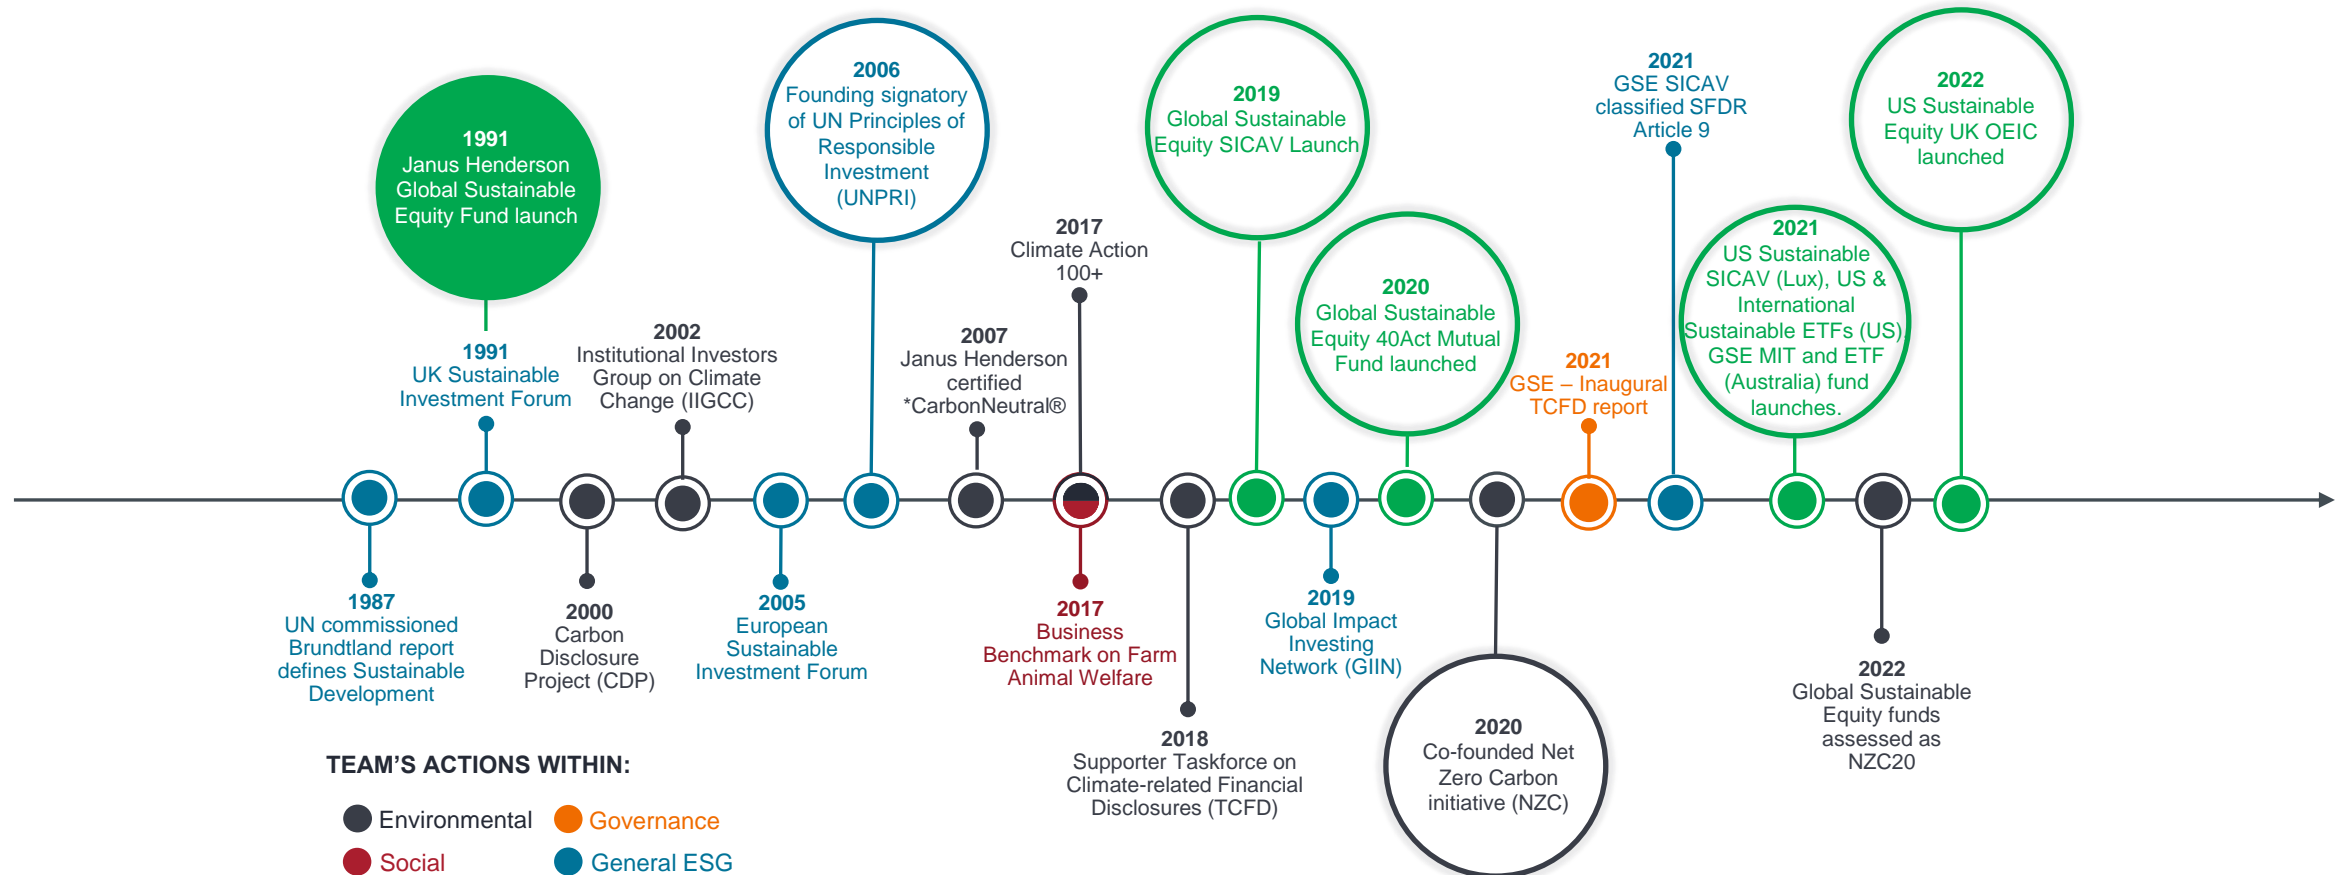 1991
Janus Henderson
Global Sustainable
Equity Fund launch
2006
Founding signatory
of UN Principles of
Responsible
Investment
(UNPRI)
2019
Global Sustainable
Equity SICAV Launch
2021
GSE SICAV
classified SFDR
Article 9
2022
US Sustainable
Equity UK OEIC
launched
2017
Climate Action
100+
2020
Global Sustainable
Equity 40Act Mutual
Fund launched
2021
US Sustainable
SICAV (Lux), US &
International
Sustainable ETFs (US)
GSE MIT and ETF
(Australia) fund
launches.
1991
UK Sustainable
Investment Forum
2002
Institutional Investors
Group on Climate
Change (IIGCC)
2007
Janus Henderson
certified
*CarbonNeutral®
2021
GSE – Inaugural
TCFD report
1987
UN commissioned
Brundtland report
defines Sustainable
Development
2000
Carbon
Disclosure
Project (CDP)
2005
European
Sustainable
Investment Forum
2017
Business
Benchmark on Farm
Animal Welfare
2018
Supporter Taskforce on
Climate-related Financial
Disclosures (TCFD)
2019
Global Impact
Investing
Network (GIIN)
2020
Co-founded Net
Zero Carbon
initiative (NZC)
2022
Global Sustainable
Equity funds
assessed as
NZC20
TEAM'S ACTIONS WITHIN:
Environmental
Governance
Social
General ESG